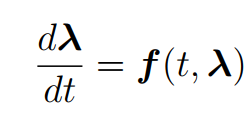 d𝛌/dt = 𝒇(t, 𝛌)